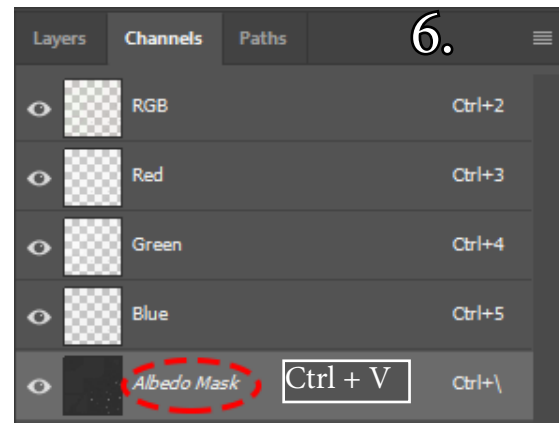 Layers Channels Paths 6.
RGB Ctrl+2
Red Ctrl+3
Green Ctrl+4
Blue Ctrl+5
Albedo Mask Ctrl + V Ctrl+\